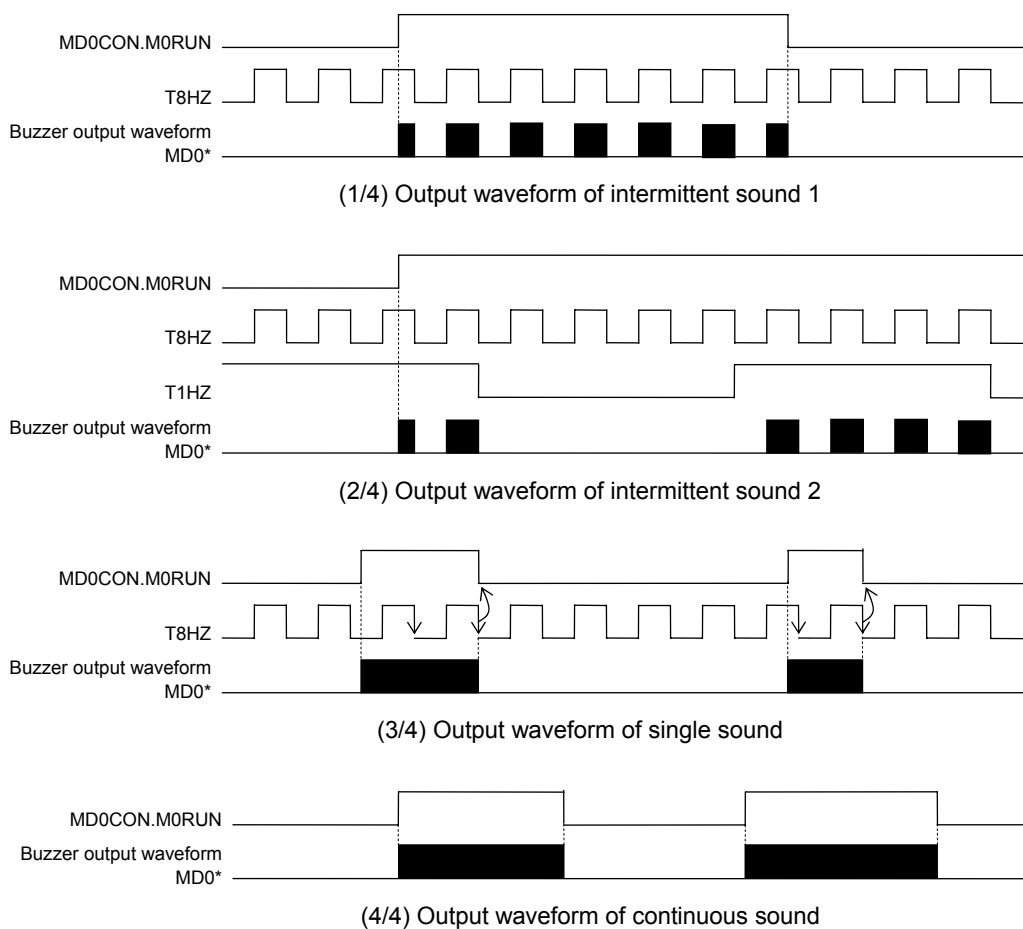 MD0CON.M0RUN
T8HZ
Buzzer output waveform
MD0*
(1/4) Output waveform of intermittent sound 1
MD0CON.M0RUN
T8HZ
T1HZ
Buzzer output waveform
MD0*
(2/4) Output waveform of intermittent sound 2
MD0CON.M0RUN
T8HZ
Buzzer output waveform
MD0*
(3/4) Output waveform of single sound
MD0CON.M0RUN
Buzzer output waveform
MD0*
(4/4) Output waveform of continuous sound